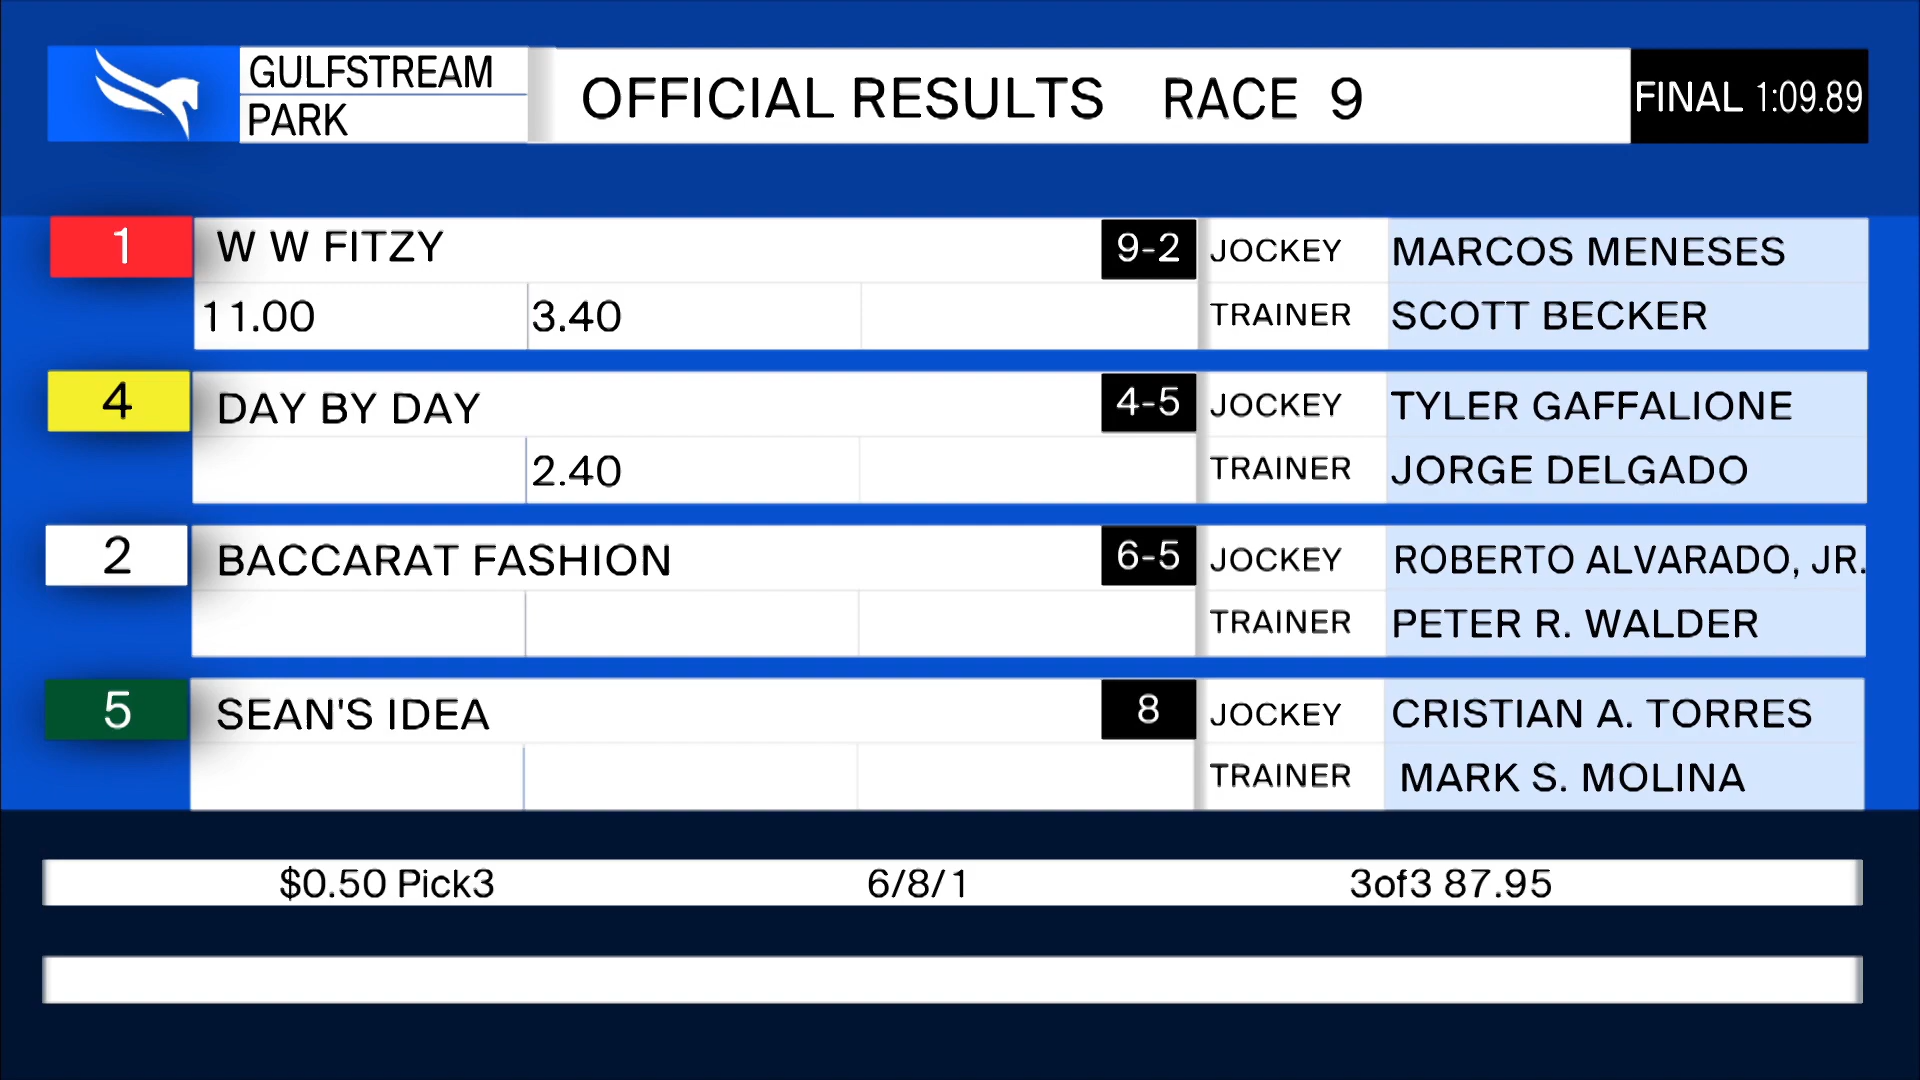 GULFSTREAM
PARK
OFFICIAL RESULTS RACE 9
FINAL 1:09.89
1 W W FITZY 9-2 JOCKEY MARCOS MENESES
11.00 3.40 TRAINER SCOTT BECKER
4 DAY BY DAY 4-5 JOCKEY TYLER GAFFALIONE
2.40 TRAINER JORGE DELGADO
2 BACCARAT FASHION 6-5 JOCKEY ROBERTO ALVARADO, JR.
TRAINER PETER R. WALDER
5 SEAN'S IDEA 8 JOCKEY CRISTIAN A. TORRES
TRAINER MARK S. MOLINA
$0.50 Pick3 6/8/1 3of3 87.95